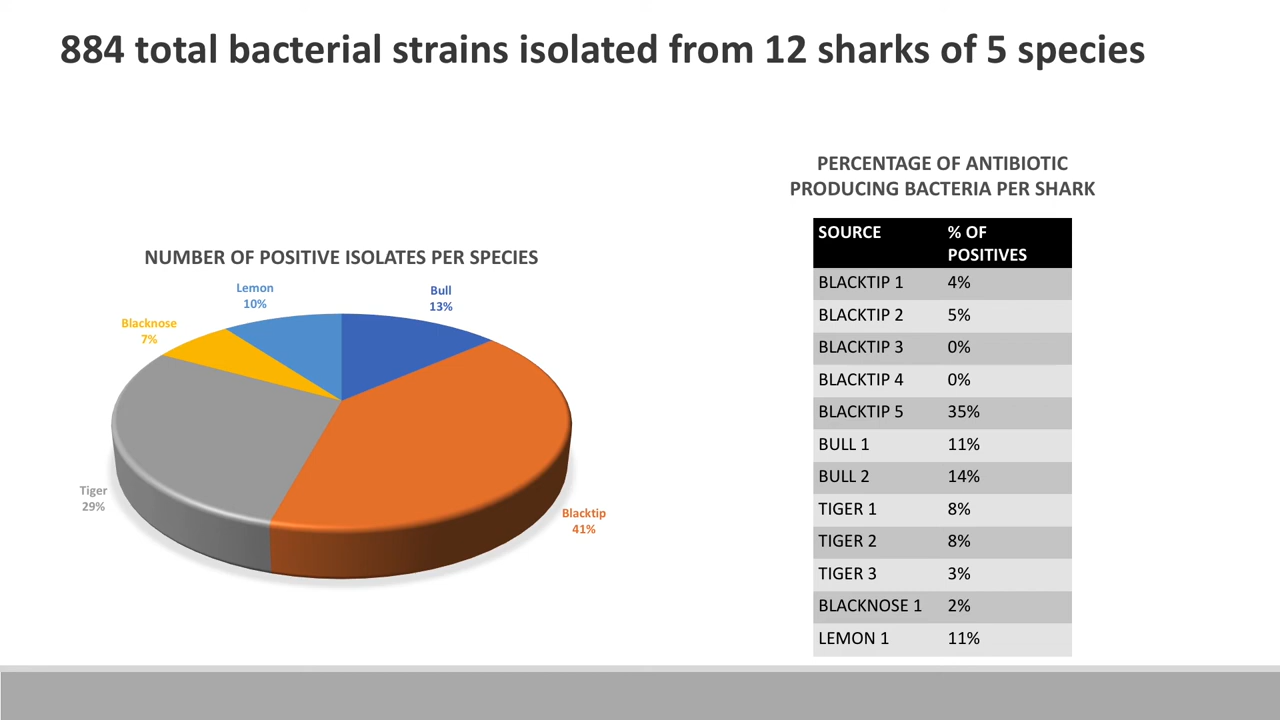 884 total bacterial strains isolated from 12 sharks of 5 species
NUMBER OF POSITIVE ISOLATES PER SPECIES
Lemon
10%
Bull
13%
Blacknose
7%
Tiger
29%
Blacktip
41%
PERCENTAGE OF ANTIBIOTIC
PRODUCING BACTERIA PER SHARK
SOURCE % OF
POSITIVES
BLACKTIP 1 4%
BLACKTIP 2 5%
BLACKTIP 3 0%
BLACKTIP 4 0%
BLACKTIP 5 35%
BULL 1 11%
BULL 2 14%
TIGER 1 8%
TIGER 2 8%
TIGER 3 3%
BLACKNOSE 1 2%
LEMON 1 11%